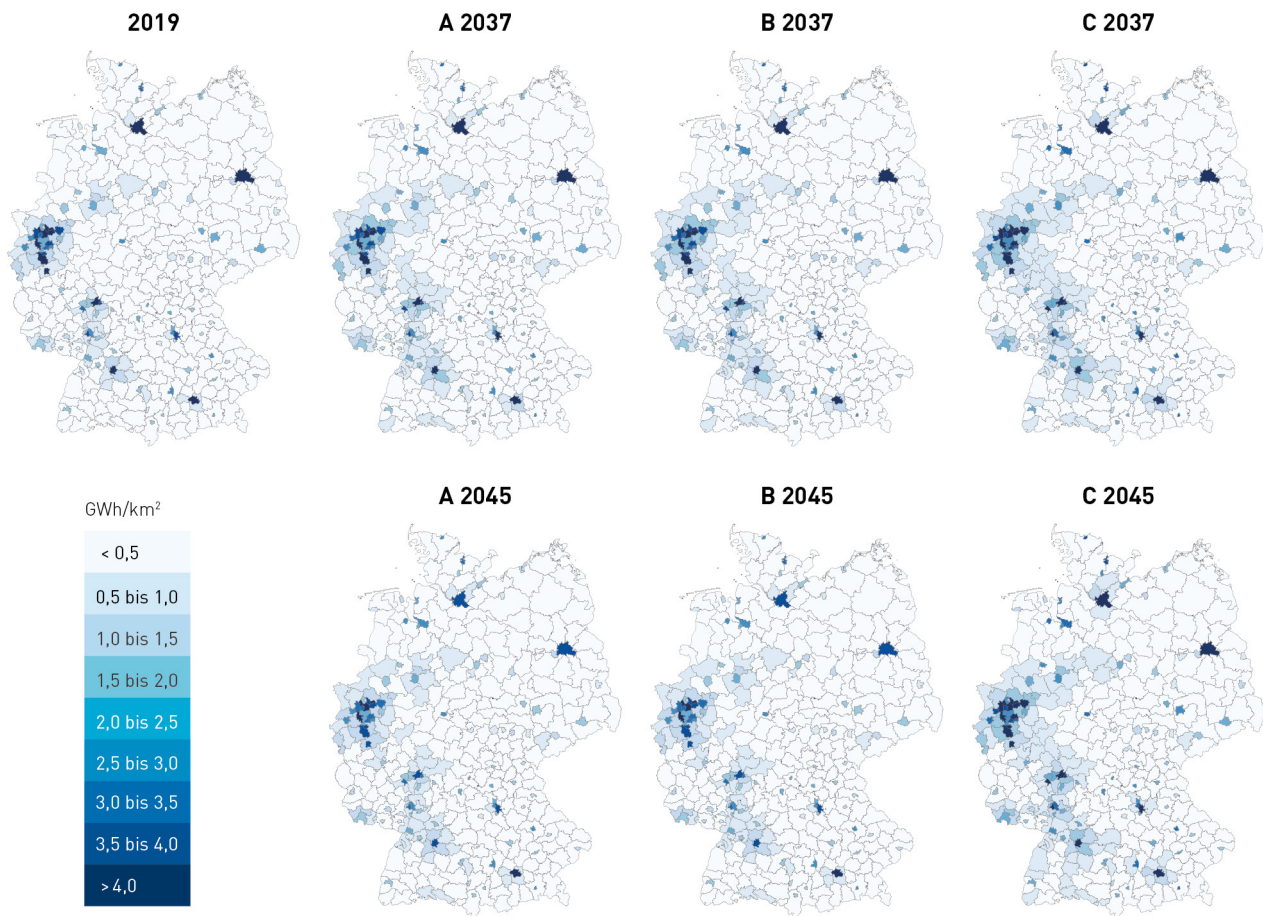 2019
A 2037
B 2037
C 2037
A 2045
B 2045
C 2045
GWh/km²
< 0,5
0,5 bis 1,0
1,0 bis 1,5
1,5 bis 2,0
2,0 bis 2,5
2,5 bis 3,0
3,0 bis 3,5
3,5 bis 4,0
> 4,0